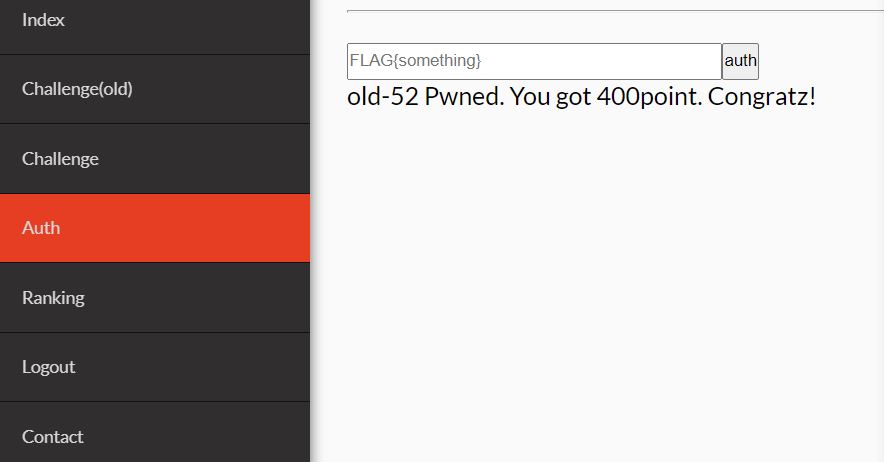 Index
Challenge(old)
Challenge
Auth
Ranking
Logout
Contact
FLAG{something} auth
old-52 Pwned. You got 400point. Congratz!